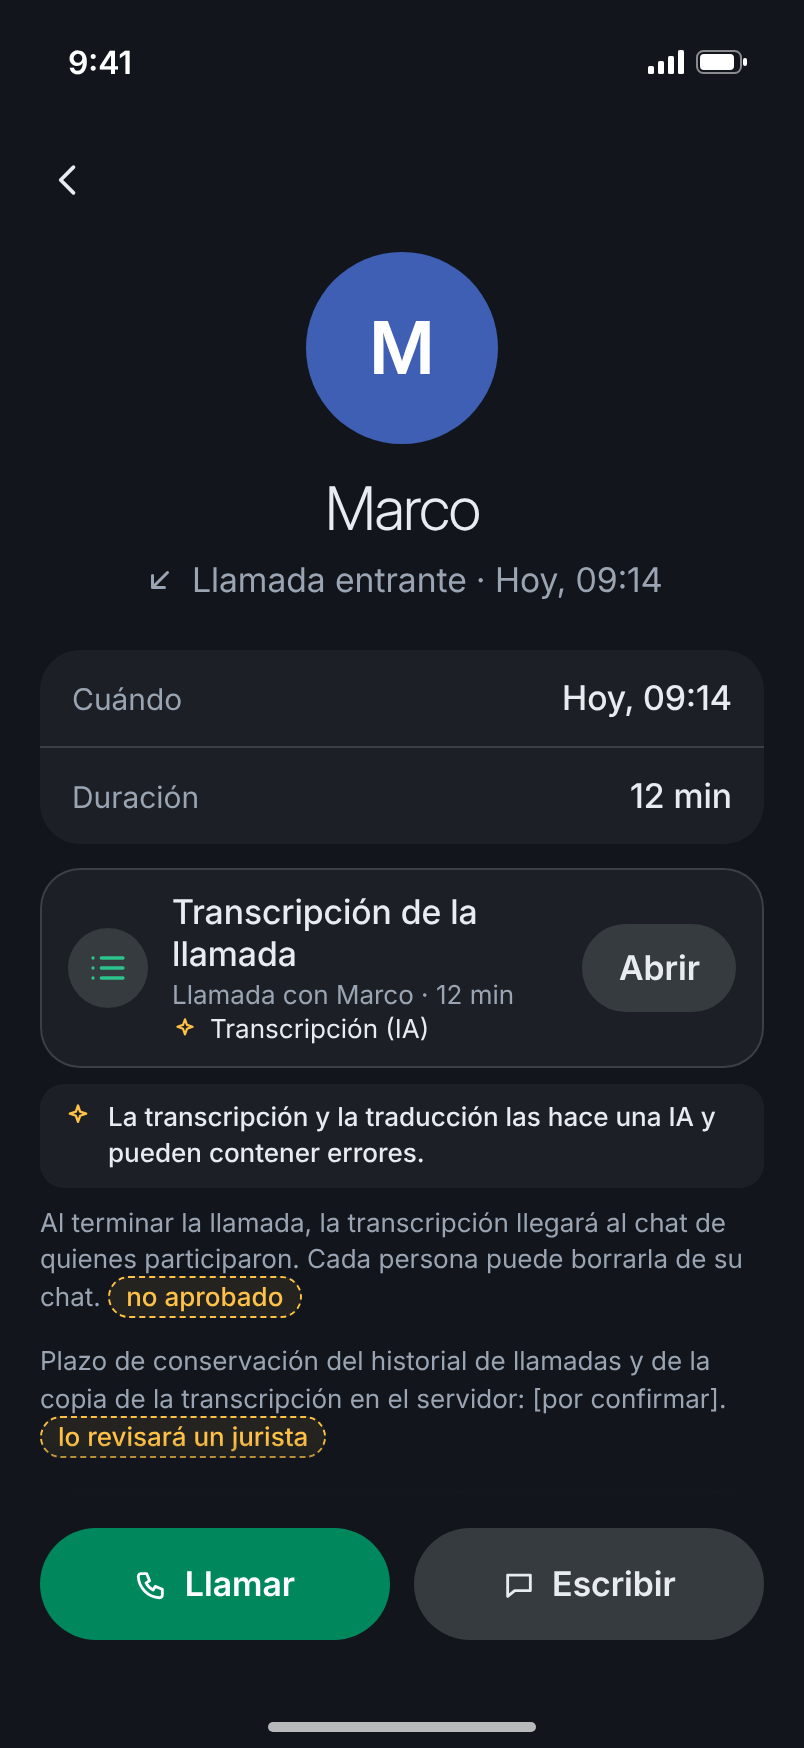 9:41
M
Marco
Llamada entrante · Hoy, 09:14
Cuándo
Hoy, 09:14
Duración
12 min
Transcripción de la
llamada
Llamada con Marco · 12 min
Transcripción (IA)
Abrir
La transcripción y la traducción las hace una IA y
pueden contener errores.
Al terminar la llamada, la transcripción llegará al chat de
quienes participaron. Cada persona puede borrarla de su
chat. no aprobado
Plazo de conservación del historial de llamadas y de la
copia de la transcripción en el servidor: [por confirmar].
lo revisará un jurista
Llamar
Escribir